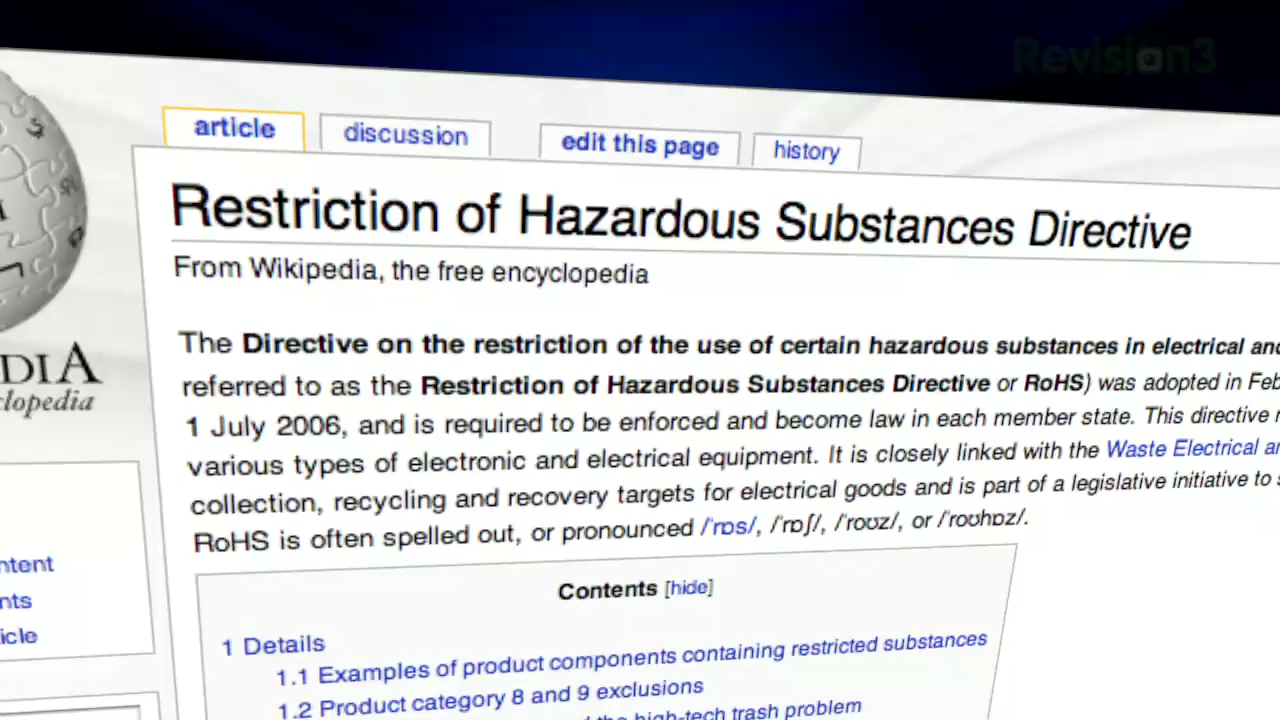 Revision3
article
discussion
edit this page
history
Restriction of Hazardous Substances Directive
From Wikipedia, the free encyclopedia
The Directive on the restriction of the use of certain hazardous substances in electrical and
referred to as the Restriction of Hazardous Substances Directive or RoHS) was adopted in Feb
1 July 2006, and is required to be enforced and become law in each member state. This directive
various types of electronic and electrical equipment. It is closely linked with the Waste Electrical
collection, recycling and recovery targets for electrical goods and is part of a legislative initiative to
RoHS is often spelled out, or pronounced /ˈrɒs/, /ˈrɒʃ/, /ˈroʊz/, or /ˈroʊhɒz/.
DIA
clopedia
ntent
nts
icle
Contents [hide]
1 Details
1.1 Examples of product components containing restricted substances
1.2 Product category 8 and 9 exclusions
the high-tech trash problem